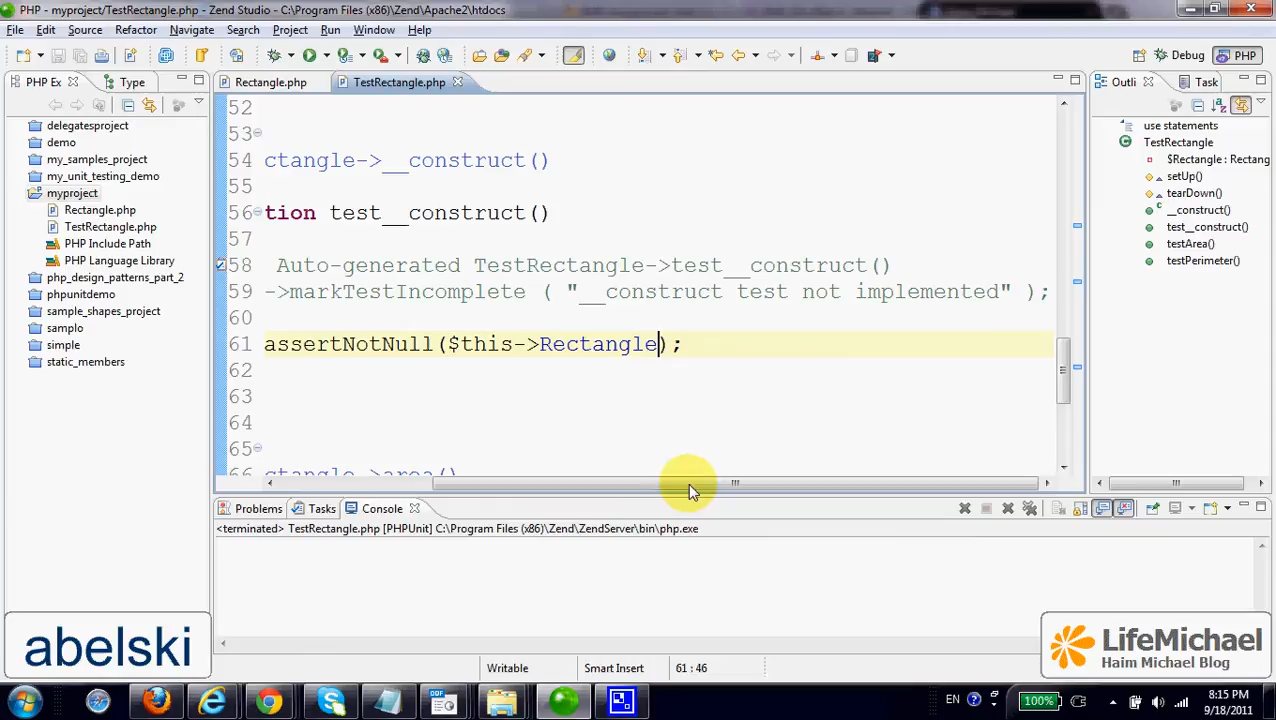 PHP - myproject/TestRectangle.php - Zend Studio - C:\Program Files (x86)\Zend\Apache2\htdocs
File Edit Source Refactor Navigate Search Project Run Window Help
Debug PHP
PHP Ex Type
Rectangle.php TestRectangle.php
Outli Task
delegatesproject
demo
my_samples_project
my_unit_testing_demo
myproject
Rectangle.php
TestRectangle.php
PHP Include Path
PHP Language Library
php_design_patterns_part_2
phpunitdemo
sample_shapes_project
samplo
simple
static_members
52
53
54 ctangle->__construct()
55
56 tion test__construct()
57
58 Auto-generated TestRectangle->test__construct()
59 ->markTestIncomplete ( "__construct test not implemented" );
60
61 assertNotNull($this->Rectangle);
62
63
64
65
66 ctangle->area()
use statements
TestRectangle
$Rectangle : Rectang
setUp()
tearDown()
__construct()
test__construct()
testArea()
testPerimeter()
Problems Tasks Console
<terminated> TestRectangle.php [PHPUnit] C:\Program Files (x86)\Zend\ZendServer\bin\php.exe
abelski
LifeMichael
Haim Michael Blog
Writable Smart Insert 61 : 46
EN 100% 8:15 PM
9/18/2011